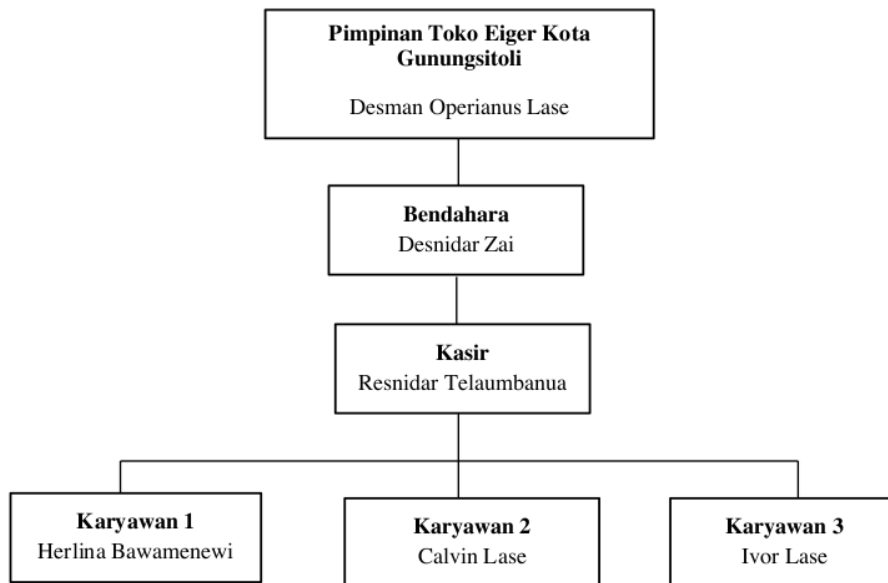 Pimpinan Toko Eiger Kota
Gunungsitoli
Desman Operianus Lase
Bendahara
Desnidar Zai
Kasir
Resnidar Telaumbanua
Karyawan 1
Herlina Bawamenewi
Karyawan 2
Calvin Lase
Karyawan 3
Ivor Lase